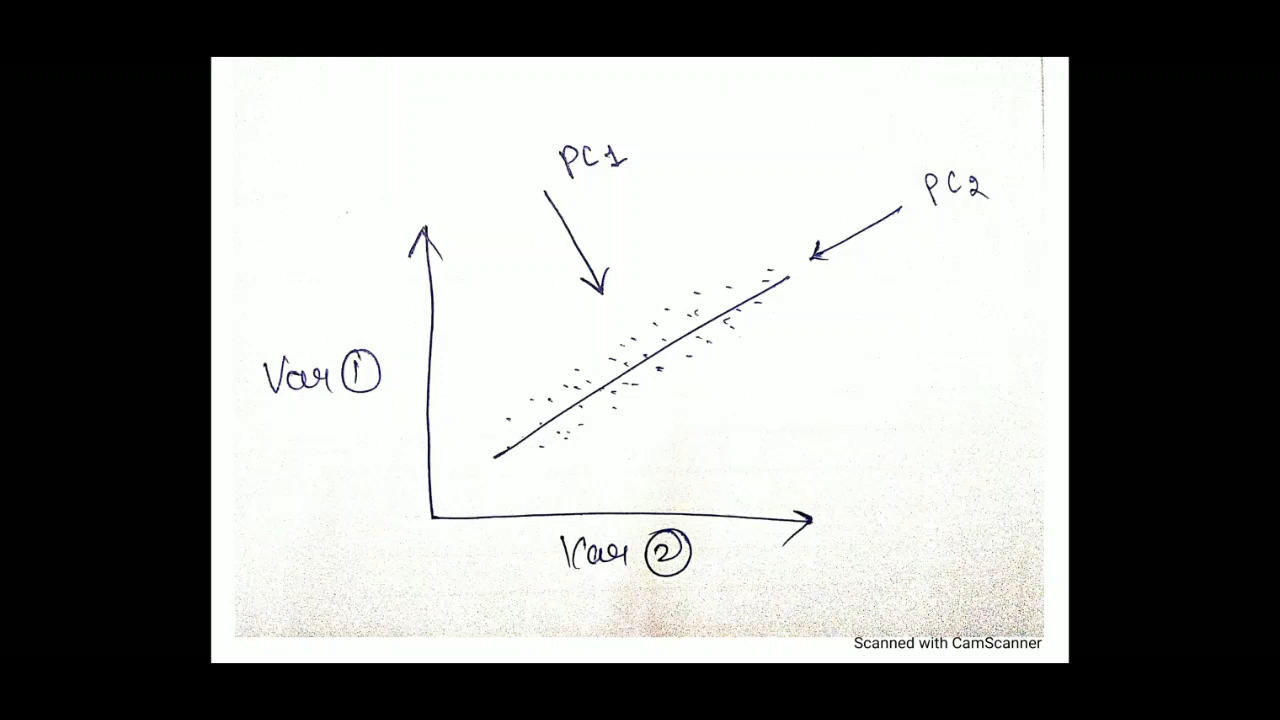 PC1
PC2
Var ①
Var ②
Scanned with CamScanner